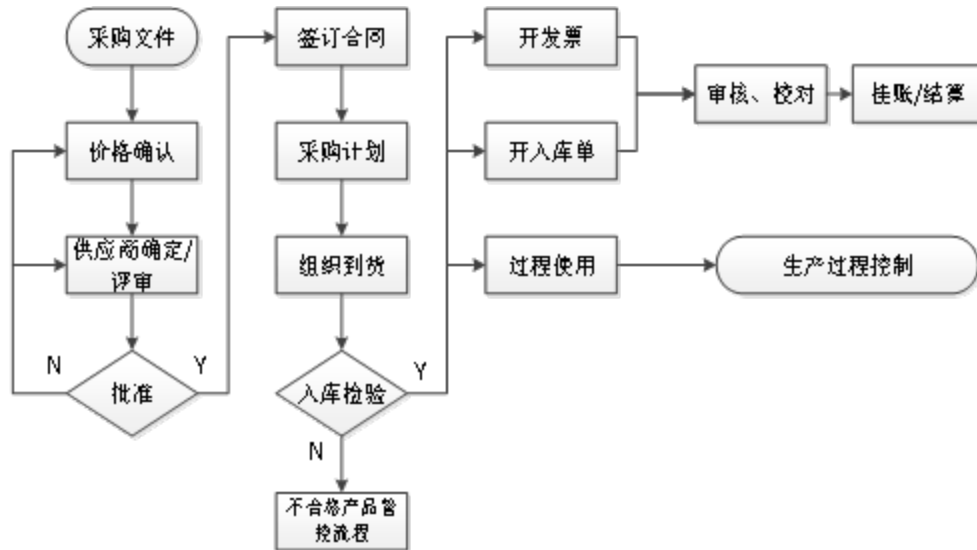 采购文件
价格确认
供应商确定/
评审
N
批准
Y
签订合同
采购计划
组织到货
入库检验
Y
N
不合格产品管
控流程
开发票
开入库单
过程使用
审核、校对
挂账/结算
生产过程控制